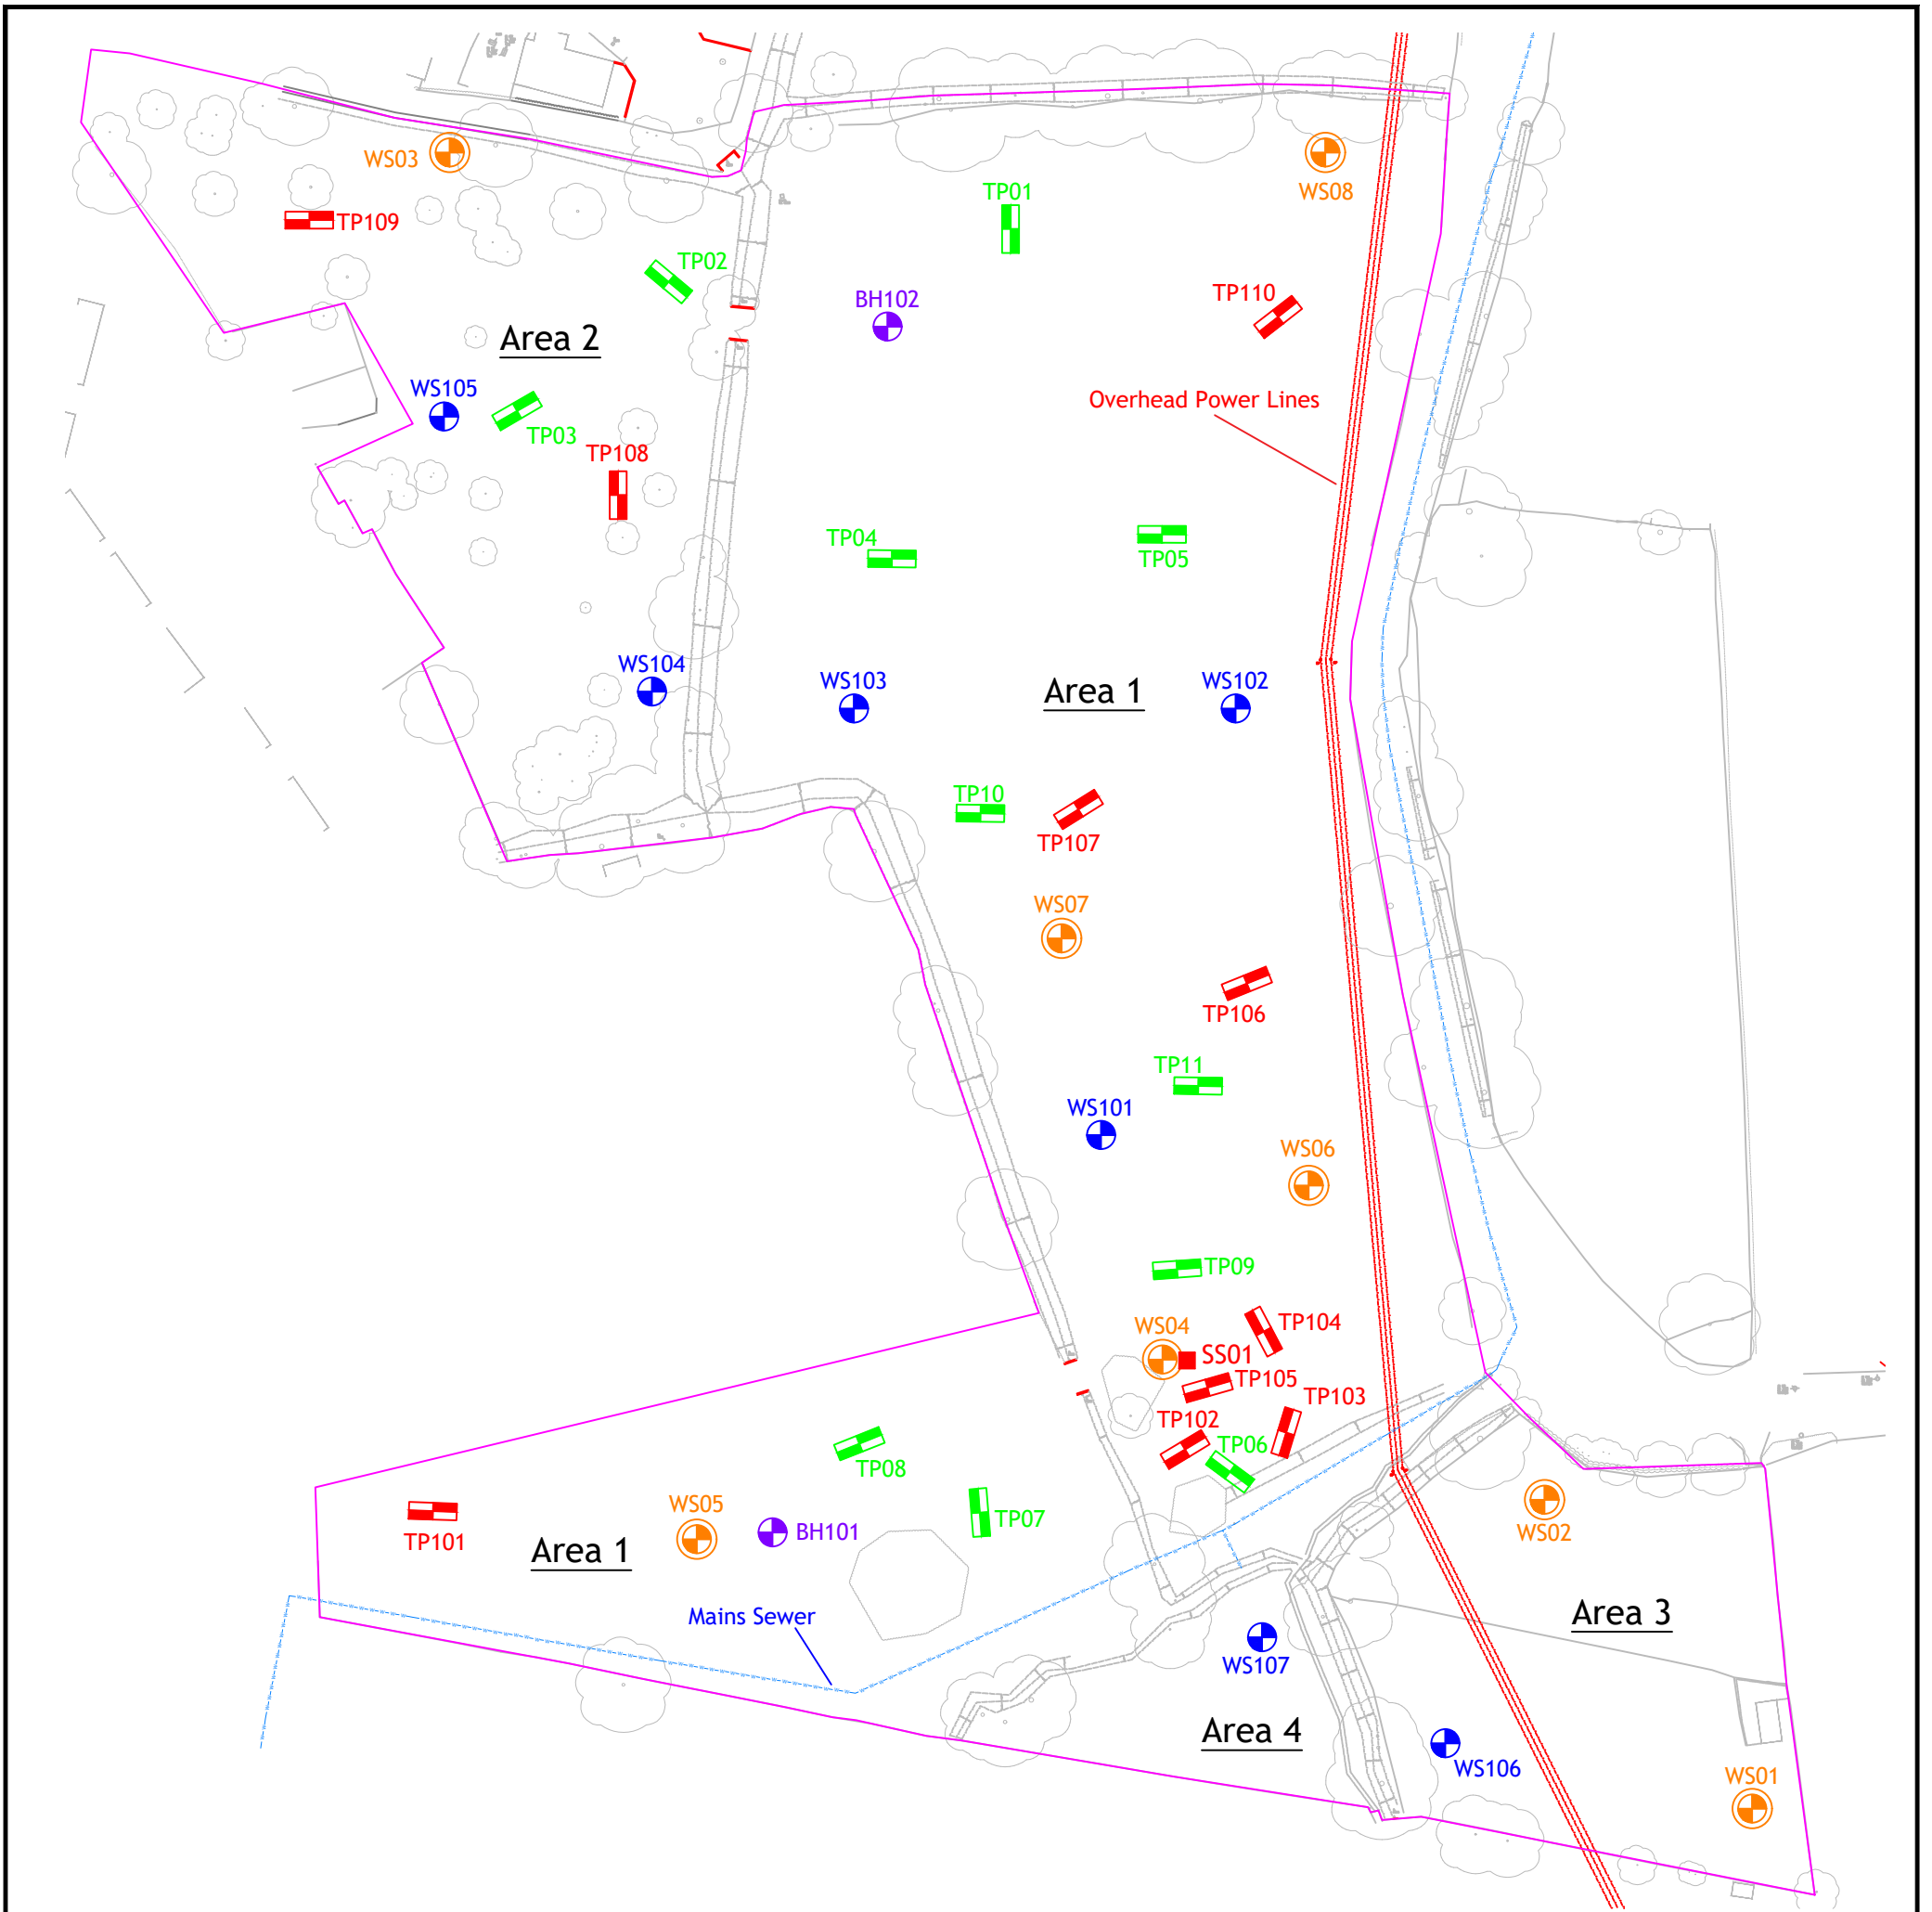 WS03
TP01
WS08
TP109
TP02
BH102
TP110
Area 2
WS105
Overhead Power Lines
TP03
TP108
TP04
TP05
WS104
WS103
Area 1
WS102
TP10
TP107
WS07
TP106
TP11
WS101
WS06
TP09
WS04
TP104
SS01
TP105
TP103
TP102
TP06
TP08
WS05
TP07
TP101
BH101
WS02
Area 1
Mains Sewer
Area 3
WS107
Area 4
WS106
WS01